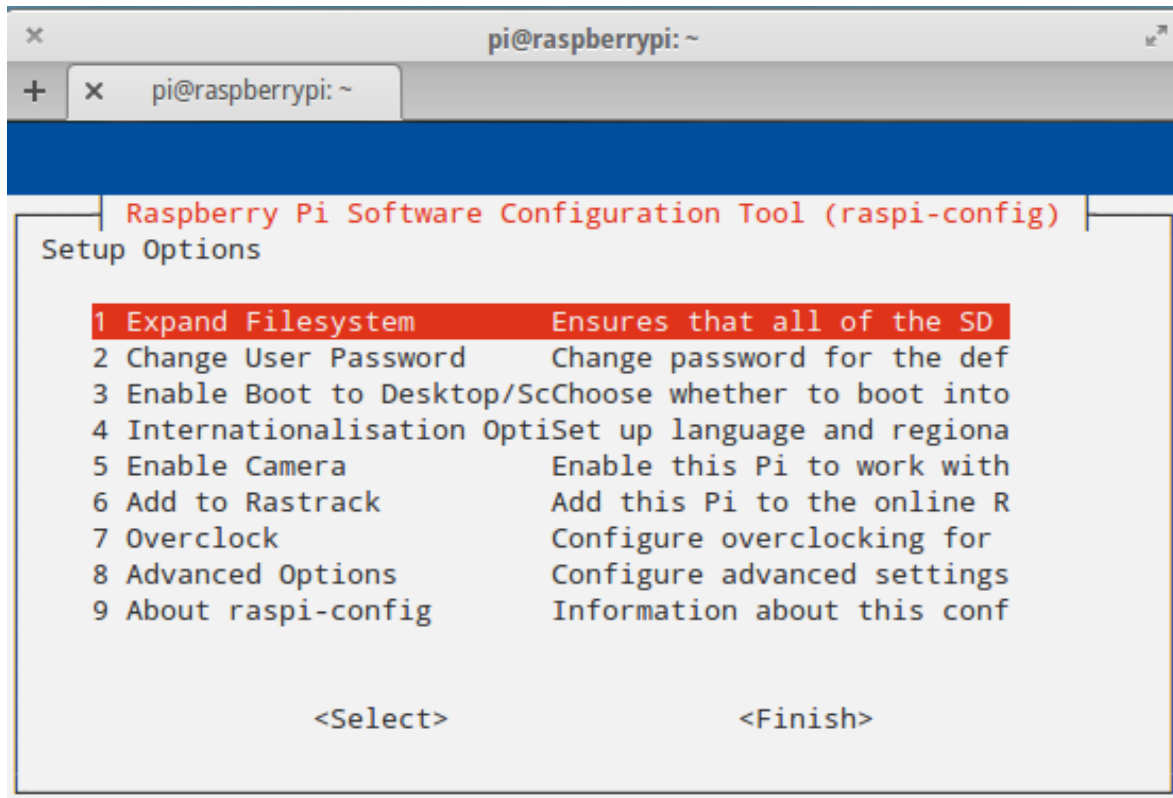 pi@raspberrypi: ~
pi@raspberrypi: ~
Raspberry Pi Software Configuration Tool (raspi-config)
Setup Options
1 Expand Filesystem Ensures that all of the SD
2 Change User Password Change password for the def
3 Enable Boot to Desktop/ScChoose whether to boot into
4 Internationalisation OptiSet up language and regiona
5 Enable Camera Enable this Pi to work with
6 Add to Rastrack Add this Pi to the online R
7 Overclock Configure overclocking for
8 Advanced Options Configure advanced settings
9 About raspi-config Information about this conf
<Select> <Finish>